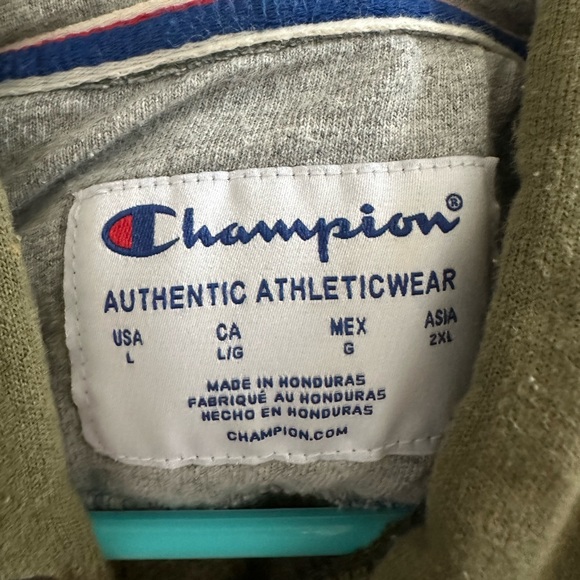 Champion®
AUTHENTIC ATHLETICWEAR
USA CA MEX ASIA
L L/G G 2XL
MADE IN HONDURAS
FABRIQUÉ AU HONDURAS
HECHO EN HONDURAS
CHAMPION.COM